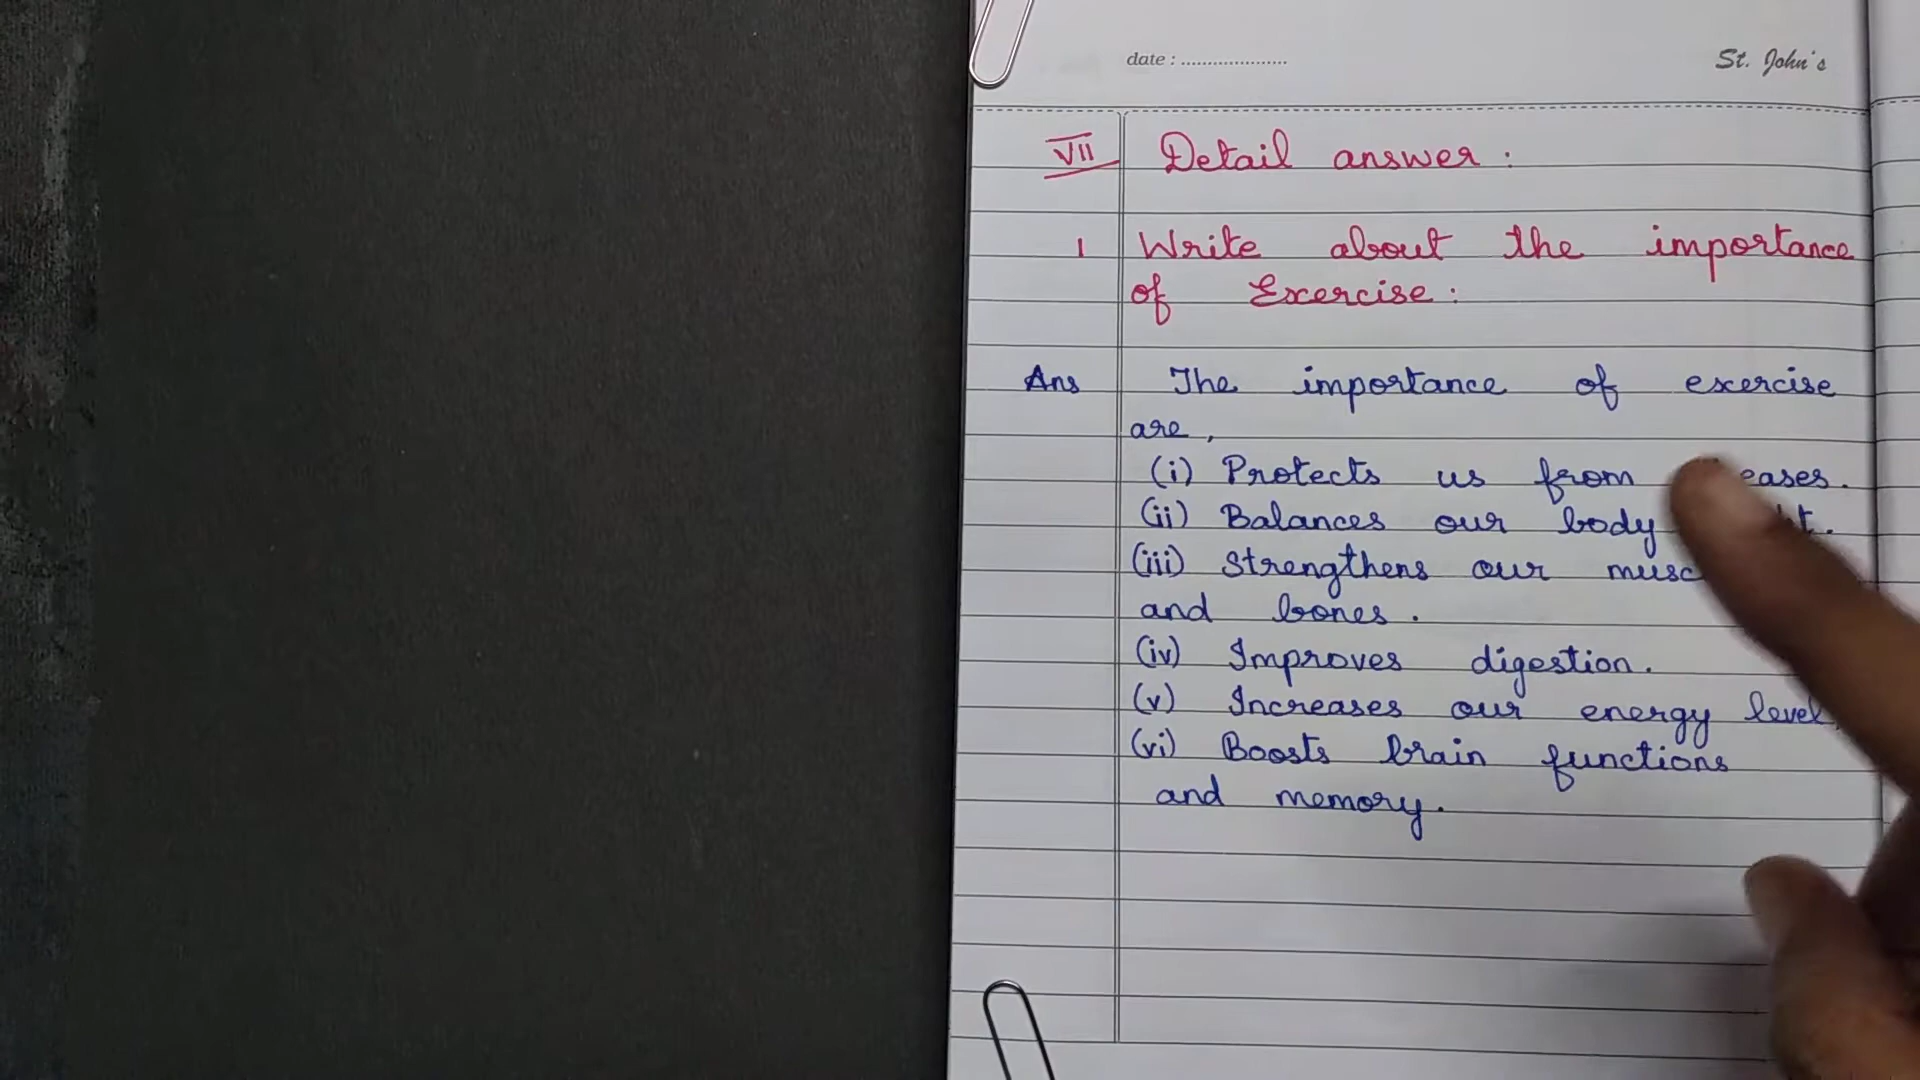 date : ....................
St. John's
VII Detail answer :
1 Write about the importance
of Exercise :
Ans The importance of exercise
are,
(i) Protects us from
(ii) Balances our body
(iii) Strengthens our
and bones.
(iv) Improves digestion.
(v) Increases our energy level
(vi) Boosts brain functions
and memory.